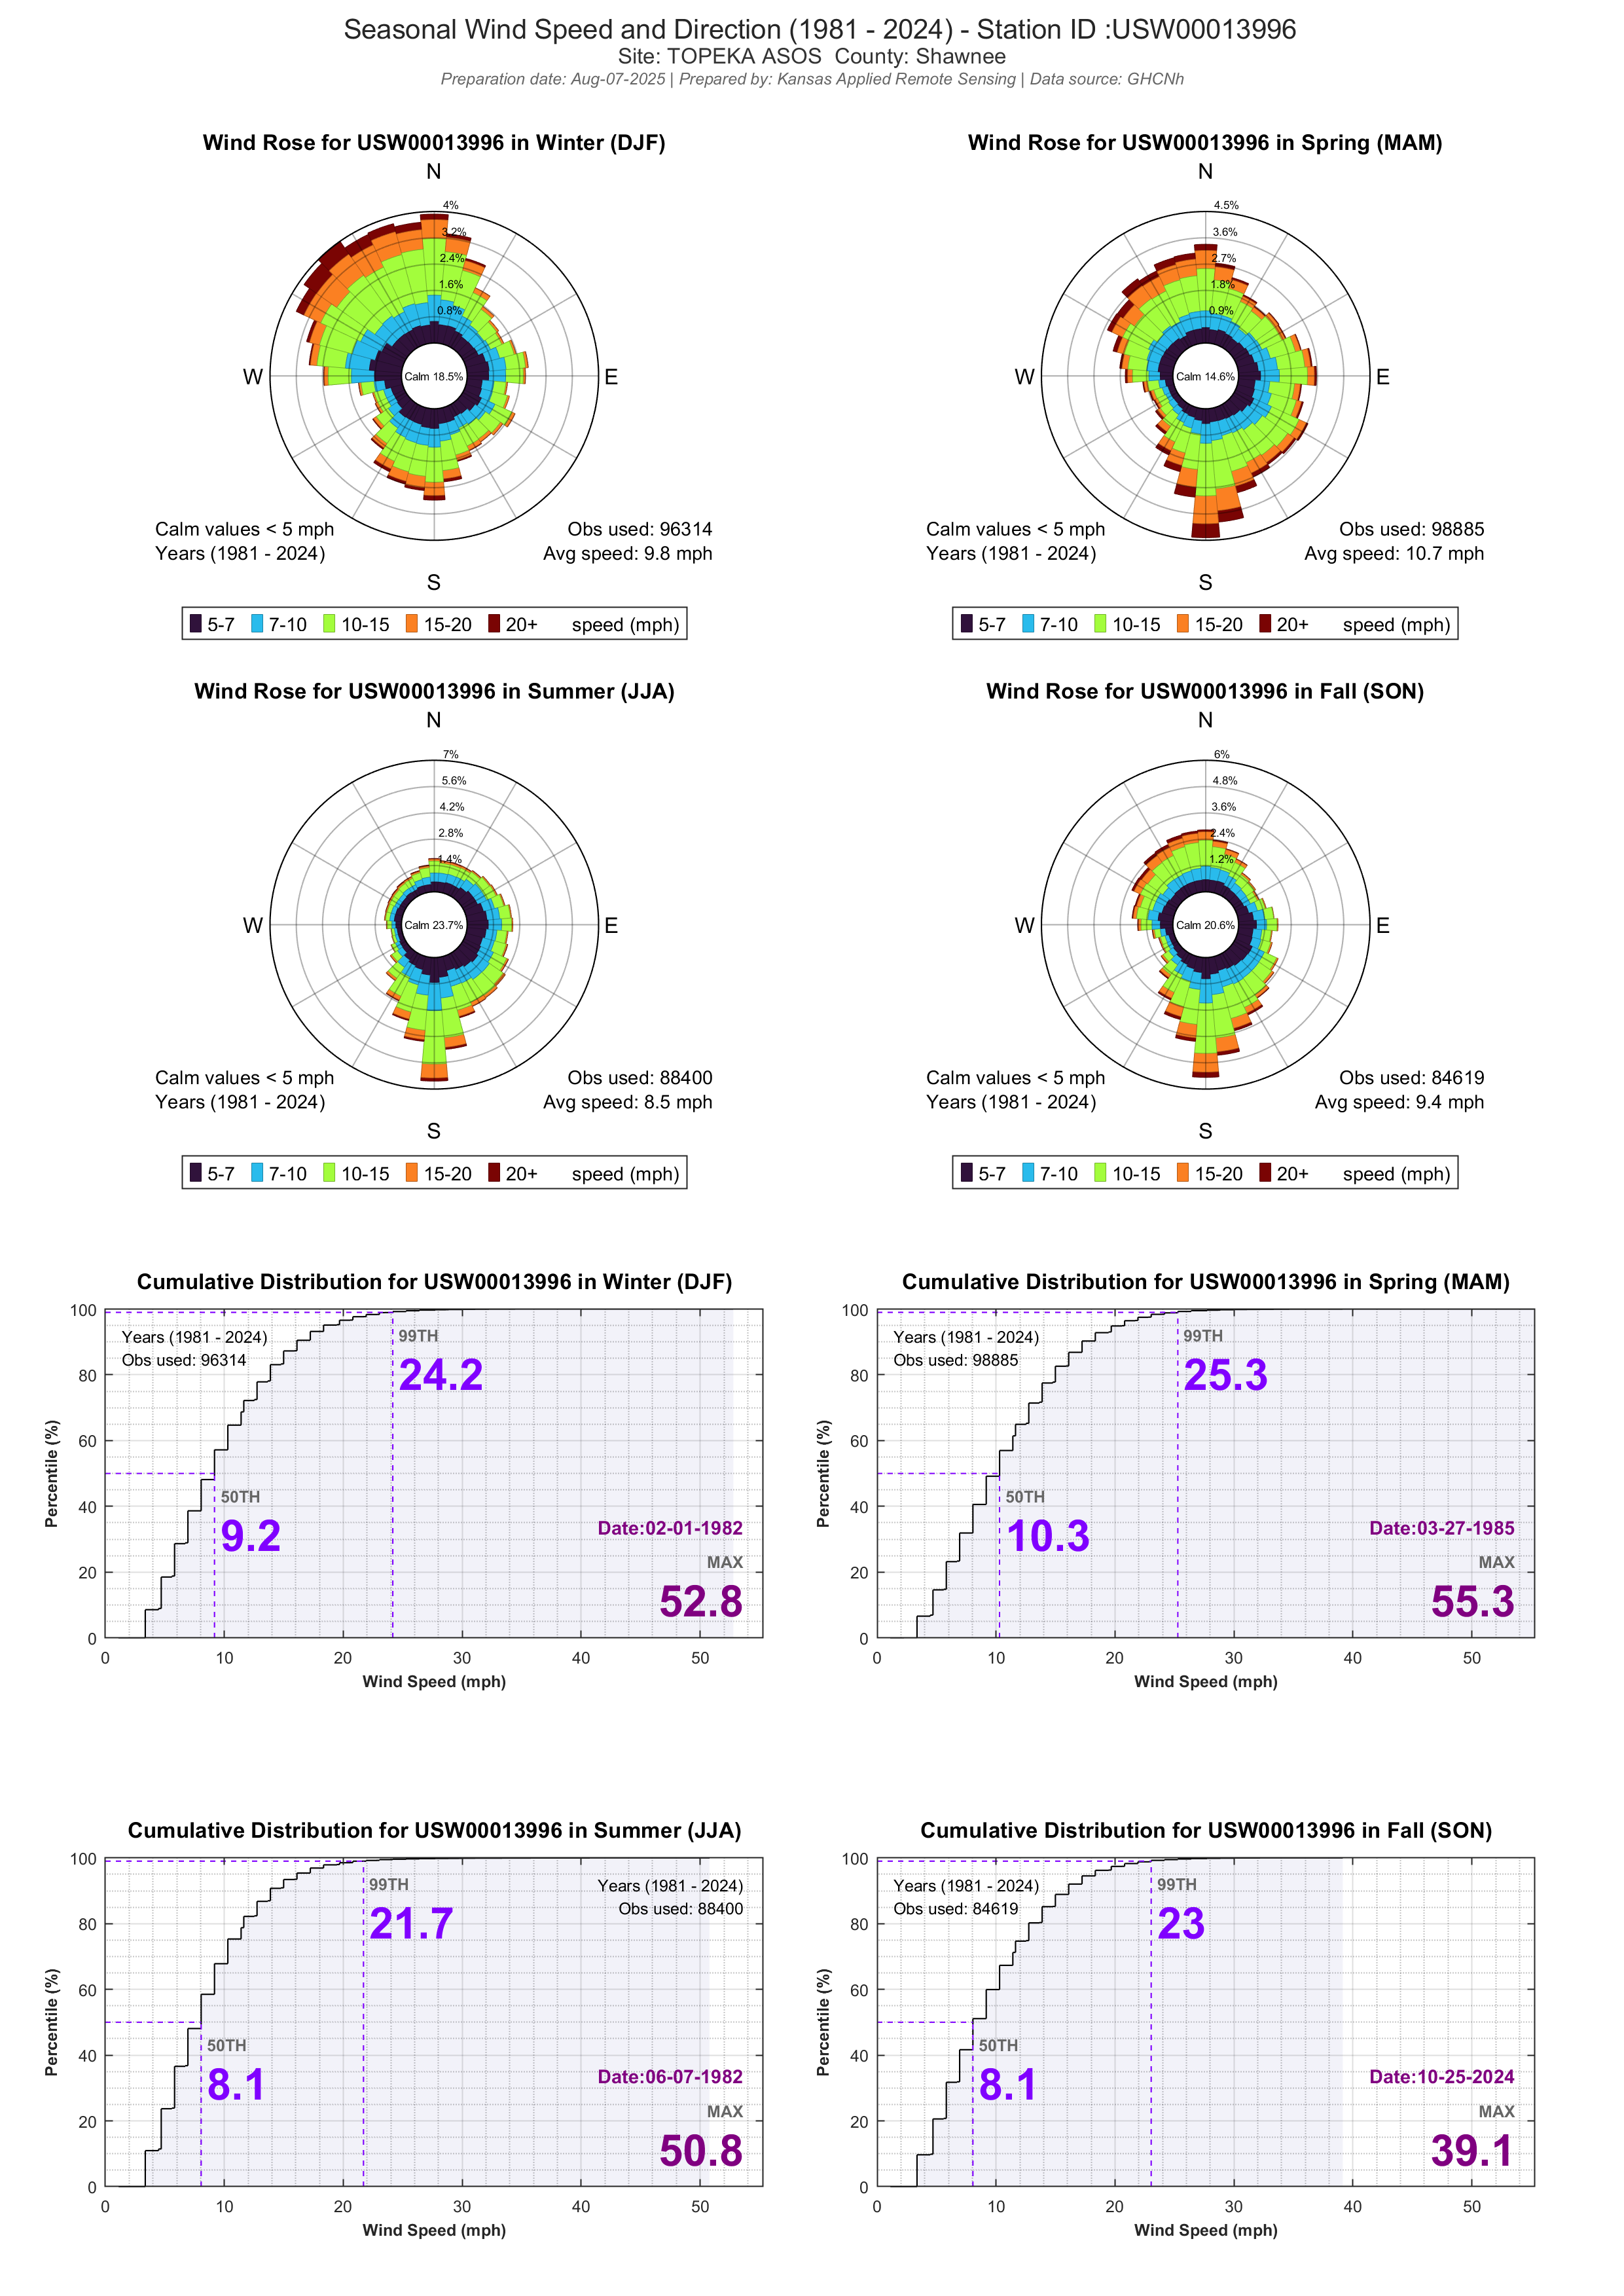 Seasonal Wind Speed and Direction (1981 - 2024) - Station ID :USW00013996
Site: TOPEKA ASOS  County: Shawnee
Preparation date: Aug-07-2025 | Prepared by: Kansas Applied Remote Sensing | Data source: GHCNh
Wind Rose for USW00013996 in Winter (DJF)
N
4%
3.2%
2.4%
1.6%
0.8%
W
Calm 18.5%
E
Calm values < 5 mph
Years (1981 - 2024)
Obs used: 96314
Avg speed: 9.8 mph
S
5-7 7-10 10-15 15-20 20+ speed (mph)
Wind Rose for USW00013996 in Spring (MAM)
N
4.5%
3.6%
2.7%
1.8%
0.9%
W
Calm 14.6%
E
Calm values < 5 mph
Years (1981 - 2024)
Obs used: 98885
Avg speed: 10.7 mph
S
5-7 7-10 10-15 15-20 20+ speed (mph)
Wind Rose for USW00013996 in Summer (JJA)
N
7%
5.6%
4.2%
2.8%
1.4%
W
Calm 23.7%
E
Calm values < 5 mph
Years (1981 - 2024)
Obs used: 88400
Avg speed: 8.5 mph
S
5-7 7-10 10-15 15-20 20+ speed (mph)
Wind Rose for USW00013996 in Fall (SON)
N
6%
4.8%
3.6%
2.4%
1.2%
W
Calm 20.6%
E
Calm values < 5 mph
Years (1981 - 2024)
Obs used: 84619
Avg speed: 9.4 mph
S
5-7 7-10 10-15 15-20 20+ speed (mph)
Cumulative Distribution for USW00013996 in Winter (DJF)
Percentile (%)
100
80
60
40
20
0
Years (1981 - 2024)
Obs used: 96314
99TH
24.2
50TH
9.2
Date:02-01-1982
MAX
52.8
0 10 20 30 40 50
Wind Speed (mph)
Cumulative Distribution for USW00013996 in Spring (MAM)
Percentile (%)
100
80
60
40
20
0
Years (1981 - 2024)
Obs used: 98885
99TH
25.3
50TH
10.3
Date:03-27-1985
MAX
55.3
0 10 20 30 40 50
Wind Speed (mph)
Cumulative Distribution for USW00013996 in Summer (JJA)
Percentile (%)
100
80
60
40
20
0
99TH
21.7
Years (1981 - 2024)
Obs used: 88400
50TH
8.1
Date:06-07-1982
MAX
50.8
0 10 20 30 40 50
Wind Speed (mph)
Cumulative Distribution for USW00013996 in Fall (SON)
Percentile (%)
100
80
60
40
20
0
Years (1981 - 2024)
Obs used: 84619
99TH
23
50TH
8.1
Date:10-25-2024
MAX
39.1
0 10 20 30 40 50
Wind Speed (mph)